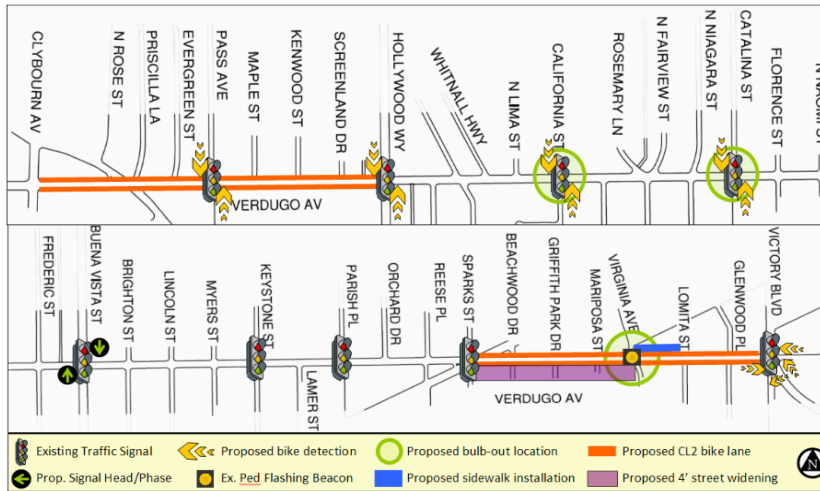 CLYBOURN AV
N ROSE ST
PRISCILLA LA
EVERGREEN ST
PASS AVE
MAPLE ST
KENWOOD ST
SCREENLAND DR
HOLLYWOOD WY
WHITNALL HWY
N LIMA ST
CALIFORNIA ST
ROSEMARY LN
N FAIRVIEW ST
N NIAGARA ST
CATALINA ST
FLORENCE ST
VERDUGO AV
FREDERIC ST
BUENA VISTA ST
BRIGHTON ST
LINCOLN ST
MYERS ST
KEYSTONE ST
LAMER ST
PARISH PL
ORCHARD DR
REESE PL
SPARKS ST
BEACHWOOD DR
GRIFFITH PARK DR
MARIPOSA ST
VIRGINIA AVE
LOMITA ST
GLENWOOD PL
VICTORY BLVD
VERDUGO AV
Existing Traffic Signal
Proposed bike detection
Proposed bulb-out location
Proposed CL2 bike lane
Prop. Signal Head/Phase
Ex. Ped Flashing Beacon
Proposed sidewalk installation
Proposed 4' street widening
N